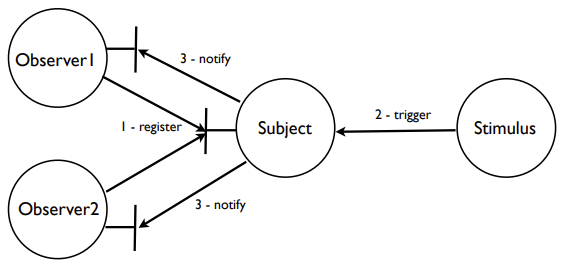 Observer1
3 - notify
1 - register
Subject
2 - trigger
Stimulus
Observer2
3 - notify